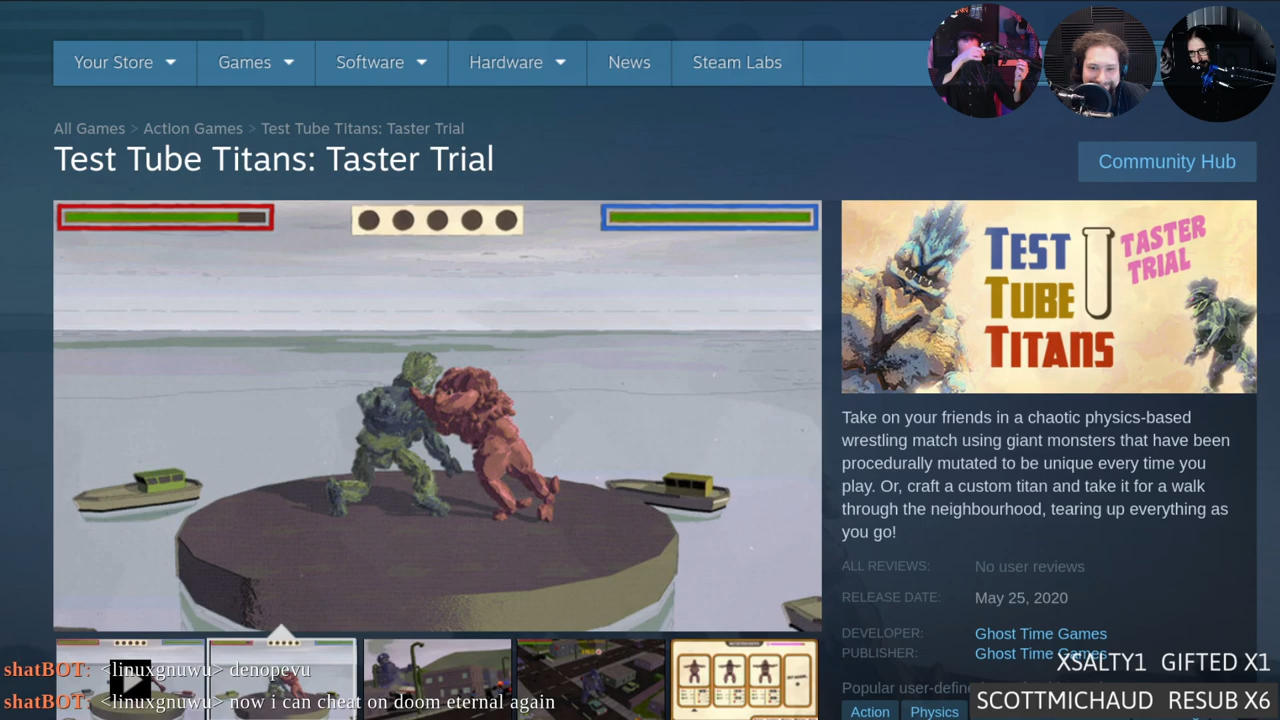 Your Store
Games
Software
Hardware
News
Steam Labs
All Games > Action Games > Test Tube Titans: Taster Trial
Test Tube Titans: Taster Trial
Community Hub
TEST
TUBE
TITANS
TASTER
TRIAL
Take on your friends in a chaotic physics-based
wrestling match using giant monsters that have been
procedurally mutated to be unique every time you
play. Or, craft a custom titan and take it for a walk
through the neighbourhood, tearing up everything as
you go!
ALL REVIEWS: No user reviews
RELEASE DATE: May 25, 2020
DEVELOPER: Ghost Time Games
PUBLISHER: Ghost Time Games
Popular user-define
Action Physics
XSALTY1 GIFTED X1
SCOTTMICHAUD RESUB X6
shatBOT: <linuxgnuwu> denopevu
shatBOT: <linuxgnuwu> now i can cheat on doom eternal again